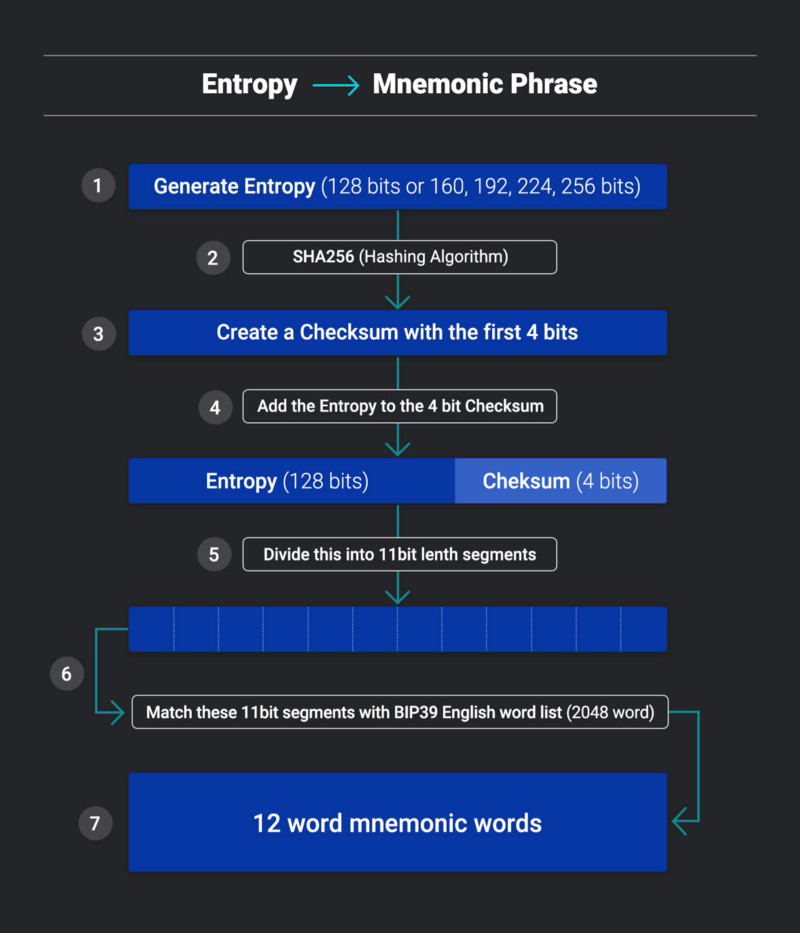 Entropy → Mnemonic Phrase
1 Generate Entropy (128 bits or 160, 192, 224, 256 bits)
2 SHA256 (Hashing Algorithm)
3 Create a Checksum with the first 4 bits
4 Add the Entropy to the 4 bit Checksum
Entropy (128 bits) Cheksum (4 bits)
5 Divide this into 11bit lenth segments
6
Match these 11bit segments with BIP39 English word list (2048 word)
7 12 word mnemonic words